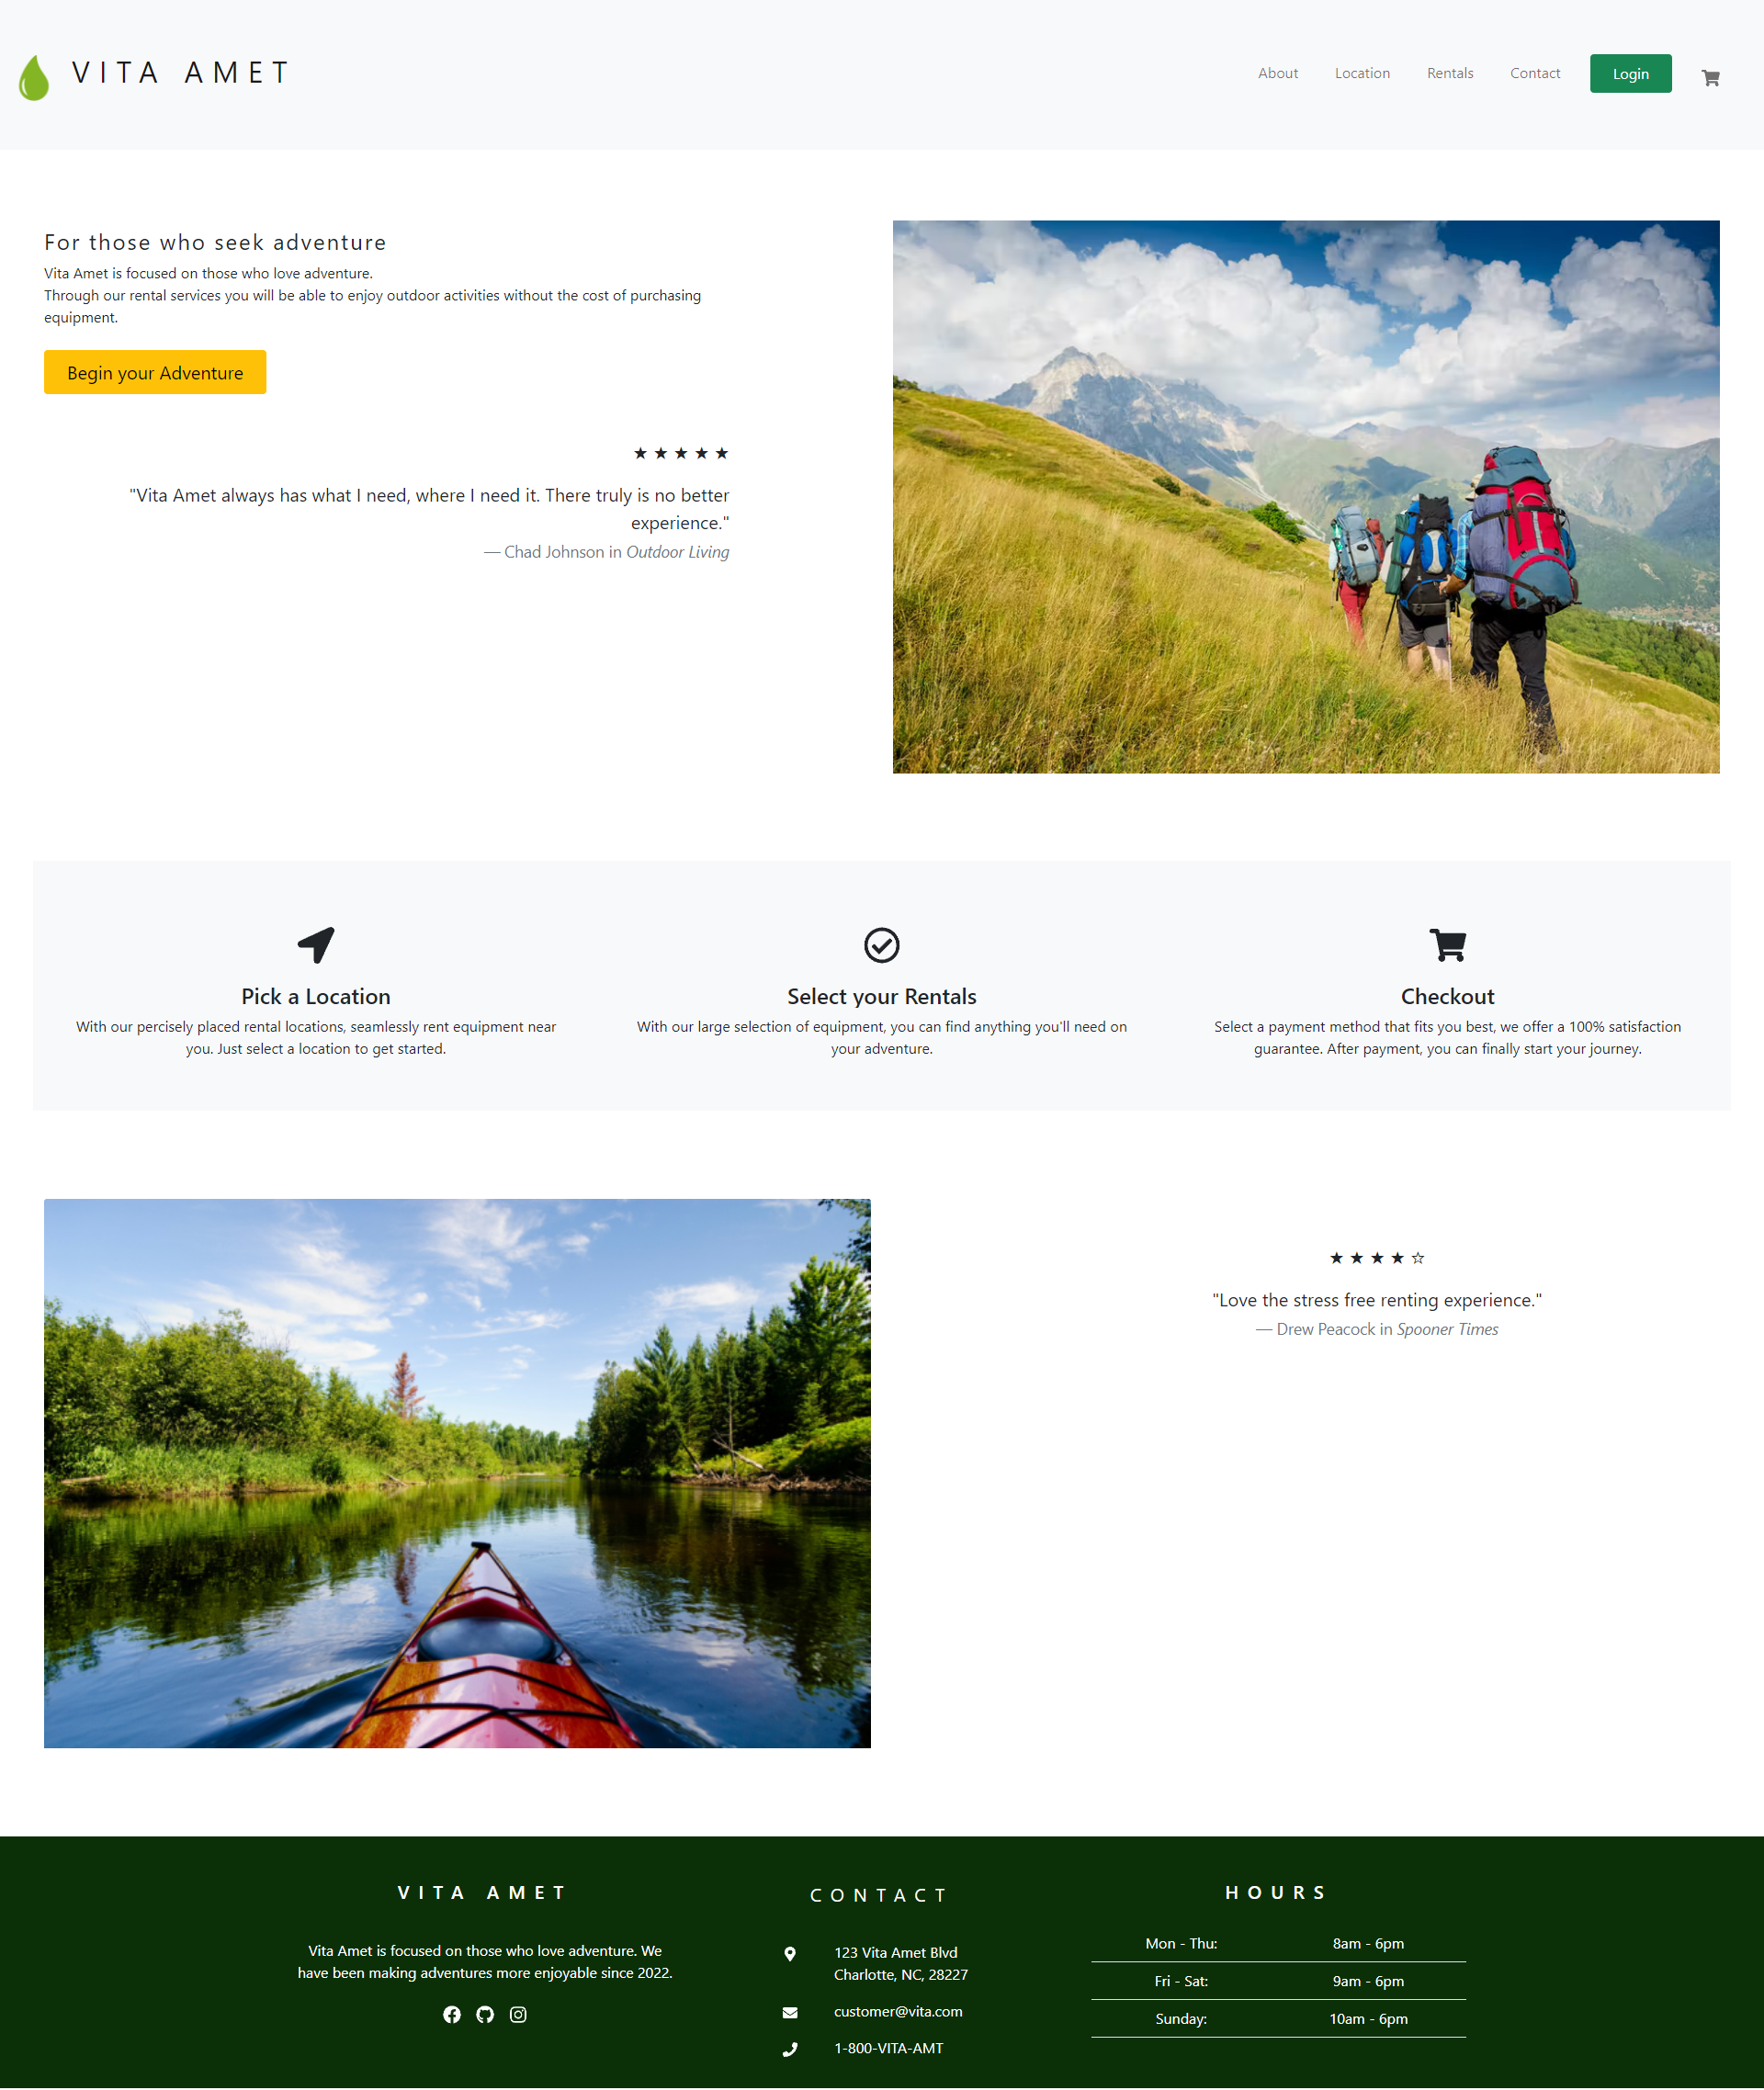 VITA AMET
About
Location
Rentals
Contact
Login
For those who seek adventure
Vita Amet is focused on those who love adventure.
Through our rental services you will be able to enjoy outdoor activities without the cost of purchasing
equipment.
Begin your Adventure
★ ★ ★ ★ ★
"Vita Amet always has what I need, where I need it. There truly is no better
experience."
— Chad Johnson in Outdoor Living
Pick a Location
With our percisely placed rental locations, seamlessly rent equipment near
you. Just select a location to get started.
Select your Rentals
With our large selection of equipment, you can find anything you'll need on
your adventure.
Checkout
Select a payment method that fits you best, we offer a 100% satisfaction
guarantee. After payment, you can finally start your journey.
★ ★ ★ ★ ☆
"Love the stress free renting experience."
— Drew Peacock in Spooner Times
VITA AMET
Vita Amet is focused on those who love adventure. We
have been making adventures more enjoyable since 2022.
CONTACT
123 Vita Amet Blvd
Charlotte, NC, 28227
customer@vita.com
1-800-VITA-AMT
HOURS
Mon - Thu: 8am - 6pm
Fri - Sat: 9am - 6pm
Sunday: 10am - 6pm